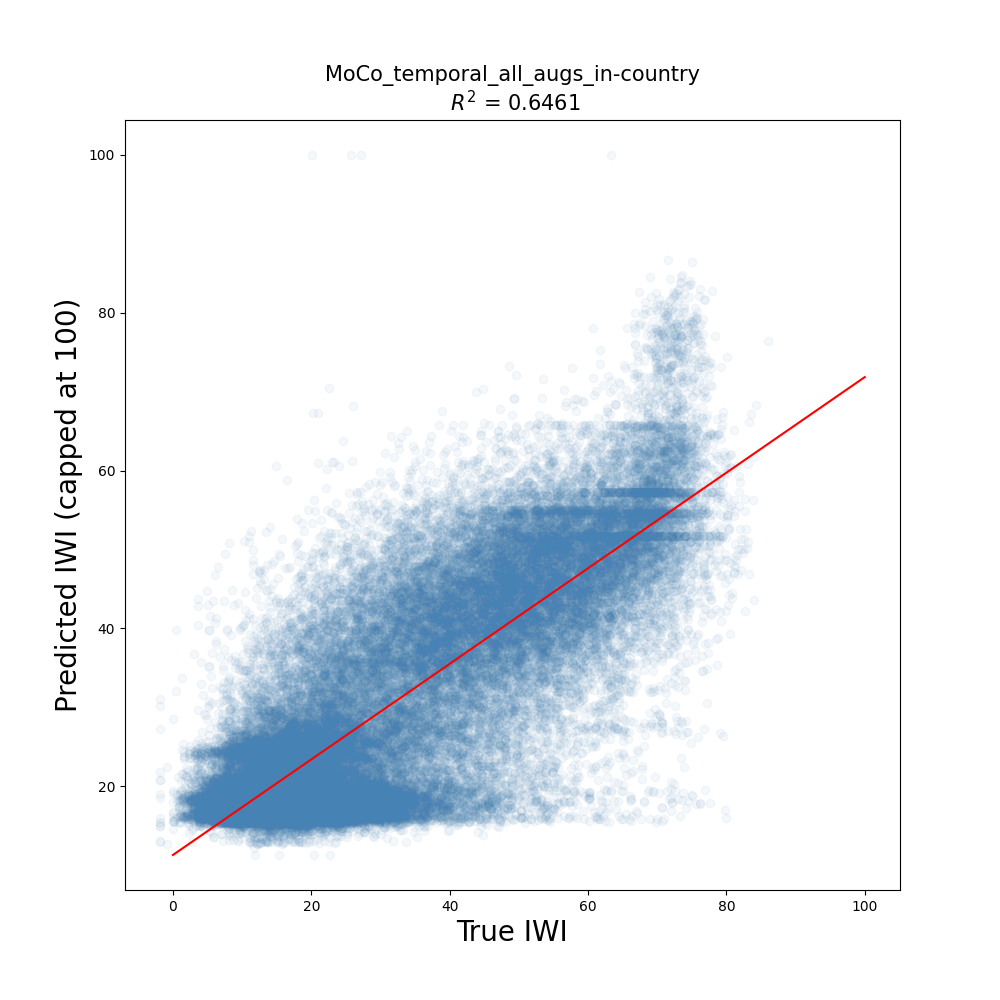 MoCo_temporal_all_augs_in-country
R² = 0.6461
Predicted IWI (capped at 100)
100
80
60
40
20
0 20 40 60 80 100
True IWI